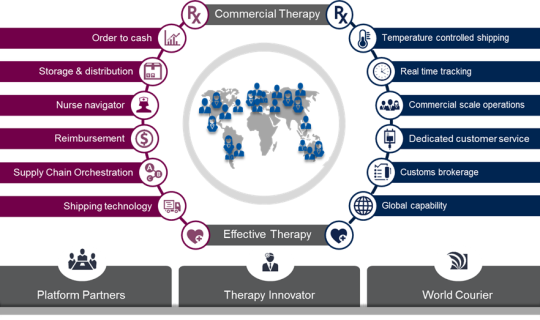 Commercial Therapy
Order to cash
Storage & distribution
Nurse navigator
Reimbursement
Supply Chain Orchestration
Shipping technology
Temperature controlled shipping
Real time tracking
Commercial scale operations
Dedicated customer service
Customs brokerage
Global capability
Effective Therapy
Platform Partners
Therapy Innovator
World Courier